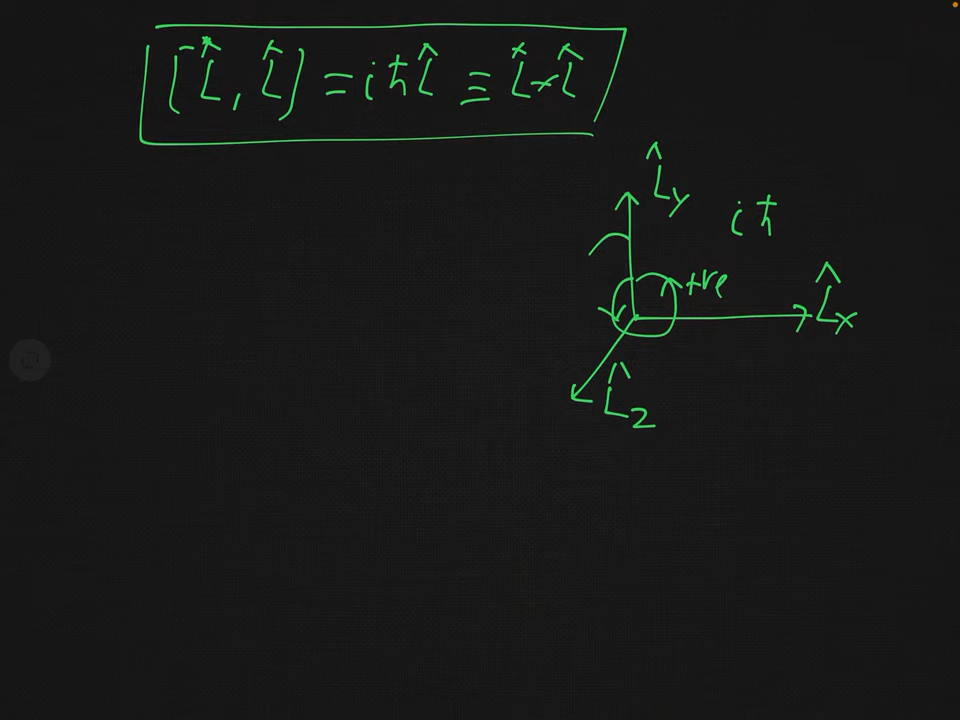 [L̂, L̂] = iħL̂ ≡ L̂×L̂
L̂y
iħ
+ve
L̂x
L̂z